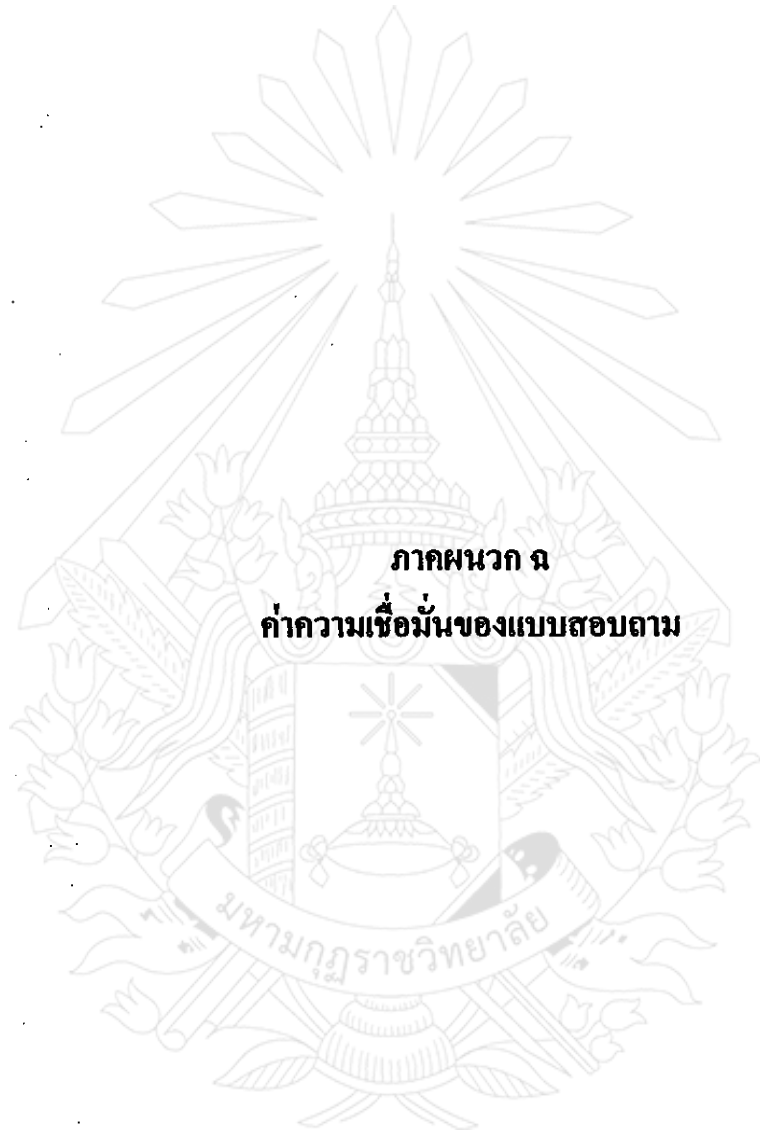 ภาคผนวก ฉ
ค่าความเชื่อมั่นของแบบสอบถาม
มหามกุฏราชวิทยาลัย